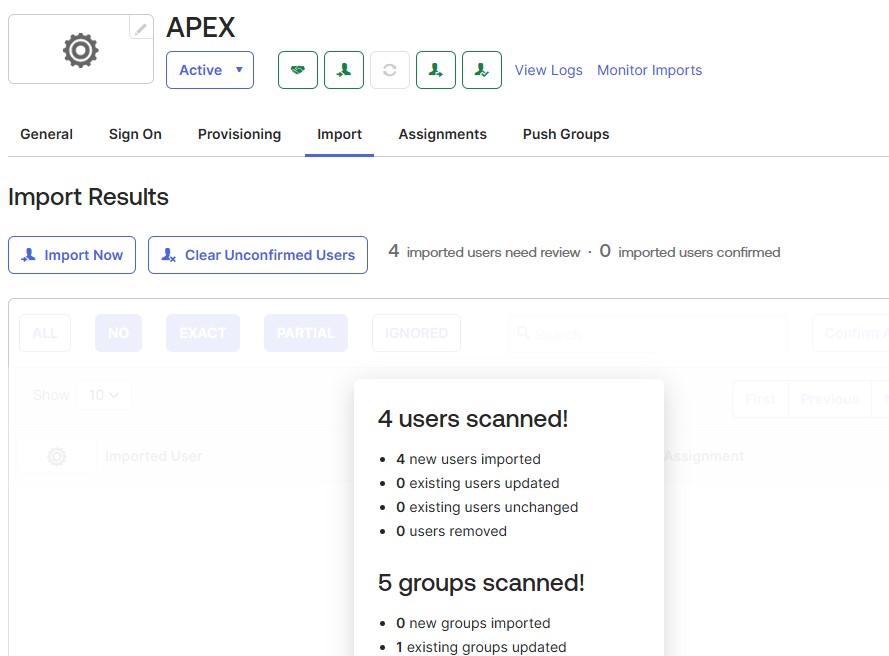 APEX
Active
View Logs
Monitor Imports
General
Sign On
Provisioning
Import
Assignments
Push Groups
Import Results
Import Now
Clear Unconfirmed Users
4 imported users need review · 0 imported users confirmed
ALL
NO
EXACT
PARTIAL
IGNORED
Search
Confirm A
Show
10
First
Previous
Imported User
Assignment
4 users scanned!
• 4 new users imported
• 0 existing users updated
• 0 existing users unchanged
• 0 users removed
5 groups scanned!
• 0 new groups imported
• 1 existing groups updated